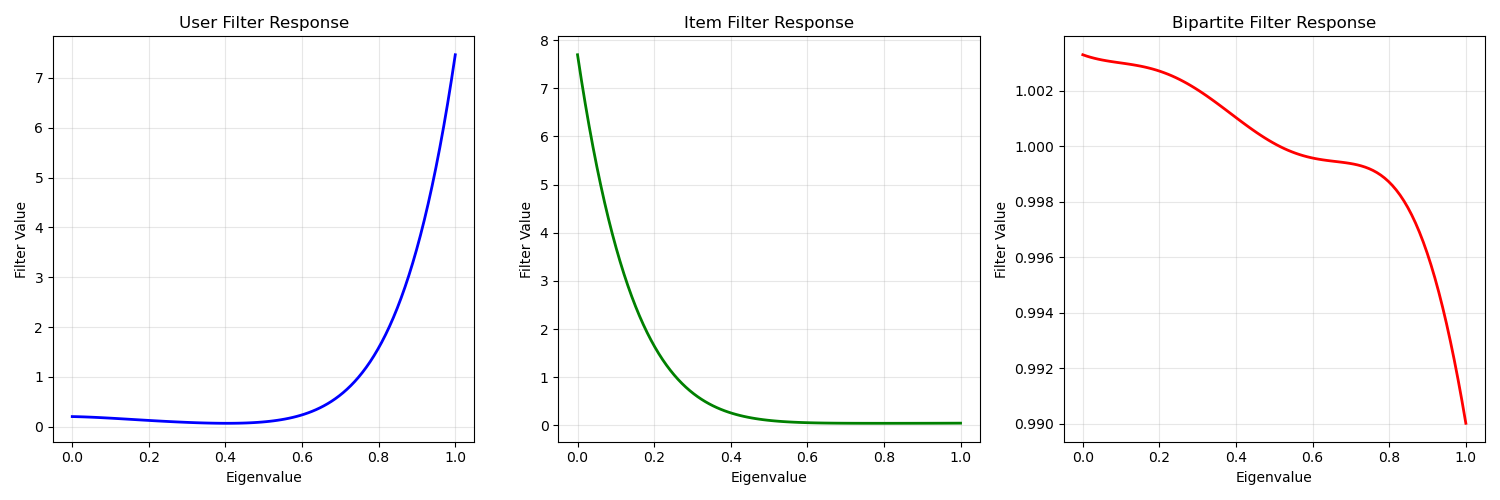 User Filter Response
Filter Value
7
6
5
4
3
2
1
0
0.0 0.2 0.4 0.6 0.8 1.0
Eigenvalue
Item Filter Response
Filter Value
8
7
6
5
4
3
2
1
0
0.0 0.2 0.4 0.6 0.8 1.0
Eigenvalue
Bipartite Filter Response
Filter Value
1.002
1.000
0.998
0.996
0.994
0.992
0.990
0.0 0.2 0.4 0.6 0.8 1.0
Eigenvalue